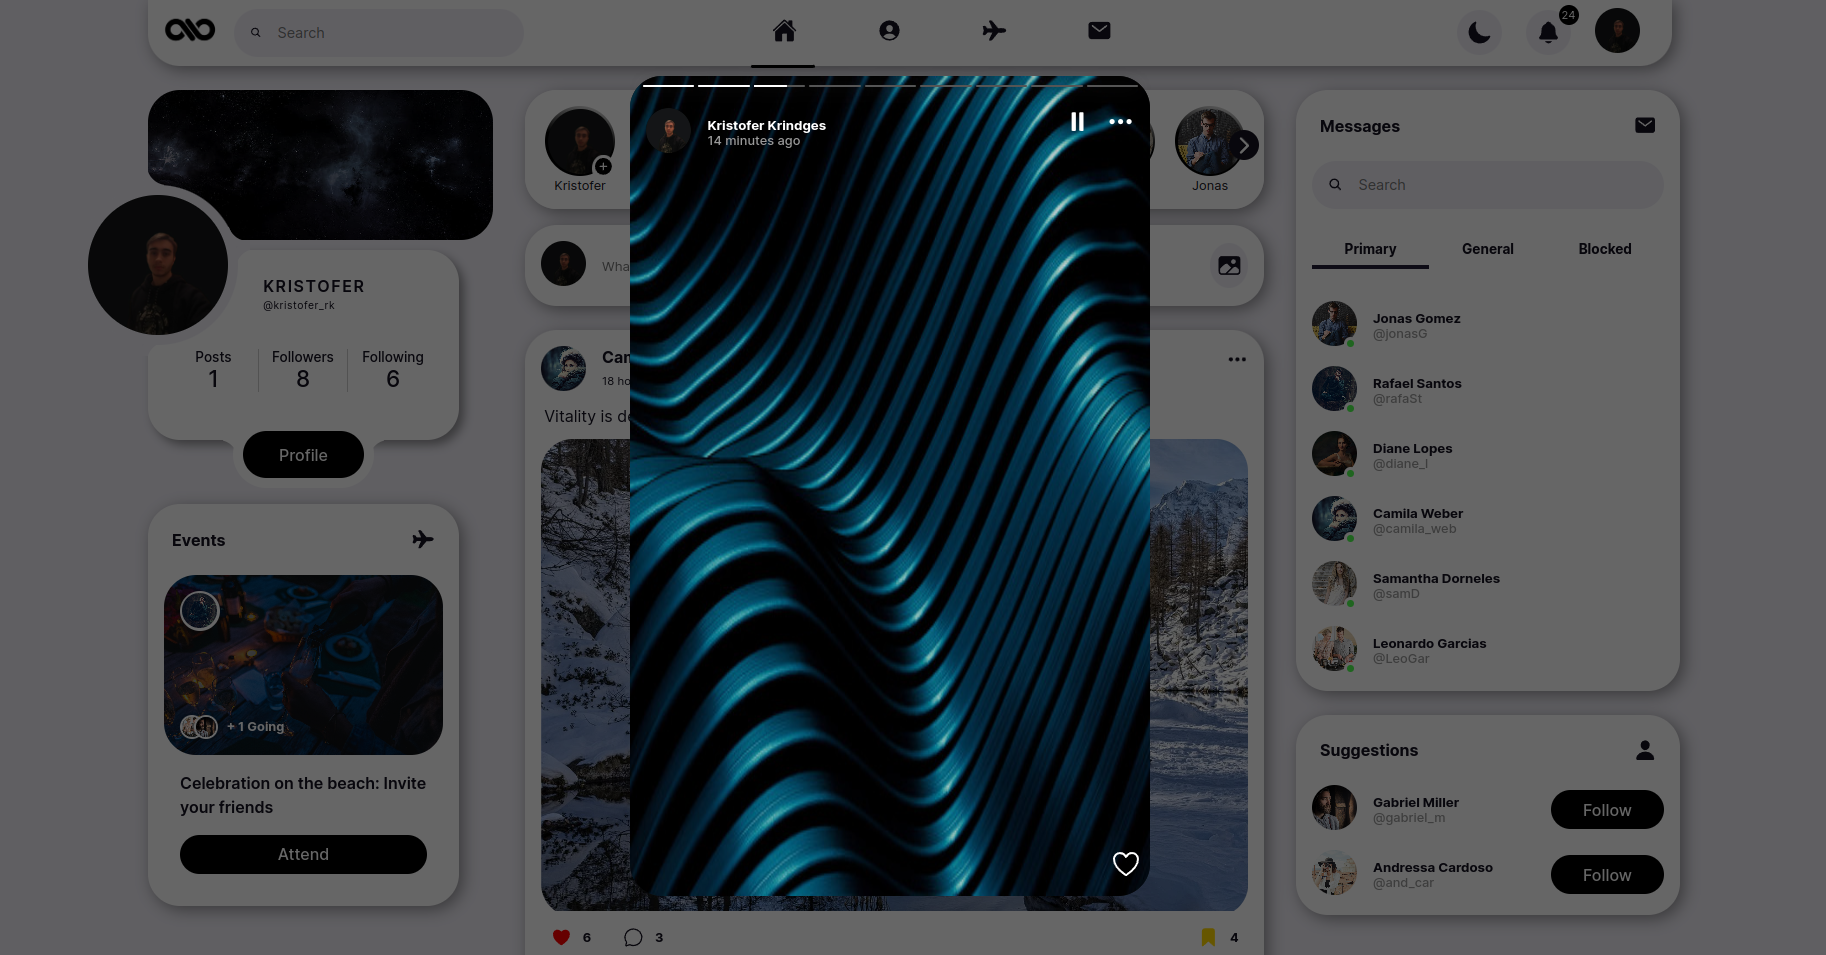 Search
24
KRISTOFER
@kristofer_rk
Posts
Followers
Following
1
8
6
Profile
Events
+ 1 Going
Celebration on the beach: Invite
your friends
Attend
Kristofer
Jonas
18
Vitality is
Kristofer Krindges
14 minutes ago
6
3
4
Messages
Search
Primary
General
Blocked
Jonas Gomez
@jonasG
Rafael Santos
@rafaSt
Diane Lopes
@diane_l
Camila Weber
@camila_web
Samantha Dorneles
@samD
Leonardo Garcias
@LeoGar
Suggestions
Gabriel Miller
@gabriel_m
Follow
Andressa Cardoso
@and_car
Follow